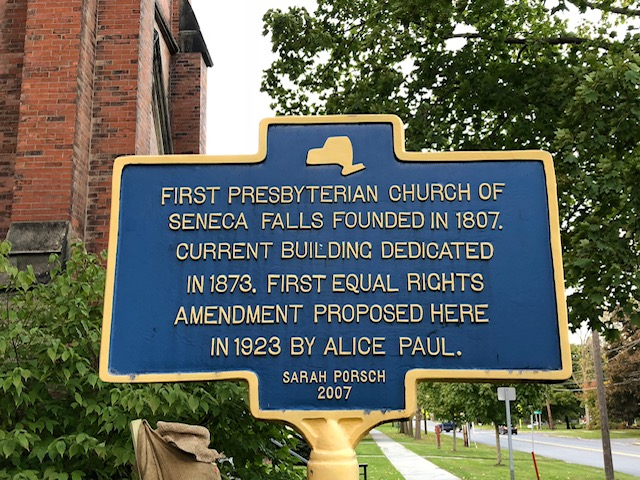 FIRST PRESBYTERIAN CHURCH OF
SENECA FALLS FOUNDED IN 1807.
CURRENT BUILDING DEDICATED
IN 1873. FIRST EQUAL RIGHTS
AMENDMENT PROPOSED HERE
IN 1923 BY ALICE PAUL.
SARAH PORSCH
2007